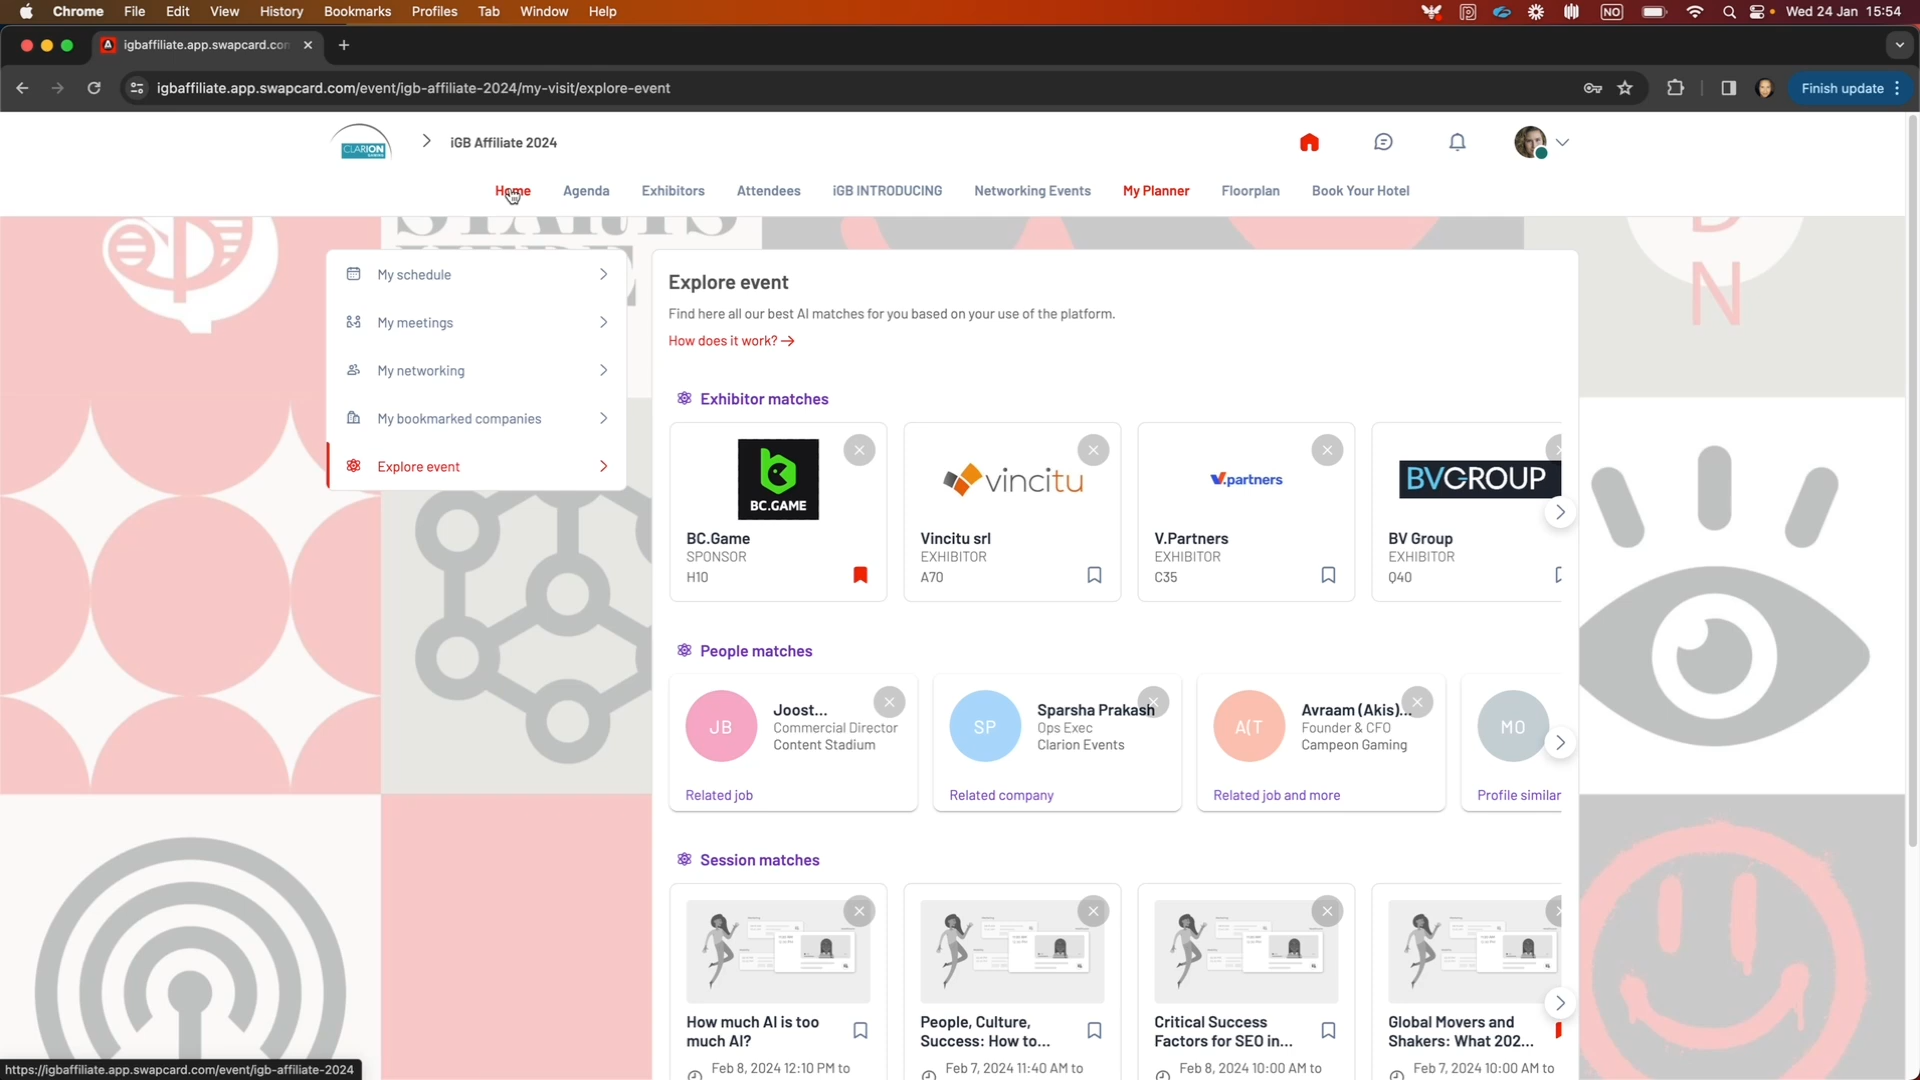 Chrome File Edit View History Bookmarks Profiles Tab Window Help NO Wed 24 Jan 15:54
igbaffiliate.app.swapcard.con
igbaffiliate.app.swapcard.com/event/igb-affiliate-2024/my-visit/explore-event Finish update
CLARION iGB Affiliate 2024
Home Agenda Exhibitors Attendees iGB INTRODUCING Networking Events My Planner Floorplan Book Your Hotel
STARTS
HERE
D
N
My schedule
My meetings
My networking
My bookmarked companies
Explore event
Explore event
Find here all our best AI matches for you based on your use of the platform.
How does it work?
Exhibitor matches
BC.GAME
BC.Game
SPONSOR
H10
vincitu
Vincitu srl
EXHIBITOR
A70
V.partners
V.Partners
EXHIBITOR
C35
BVGROUP
BV Group
EXHIBITOR
Q40
People matches
JB
Joost...
Commercial Director
Content Stadium
Related job
SP
Sparsha Prakash
Ops Exec
Clarion Events
Related company
A(T
Avraam (Akis)...
Founder & CFO
Campeon Gaming
Related job and more
MO
Profile similar
Session matches
How much AI is too
much AI?
Feb 8, 2024 12:10 PM to
People, Culture,
Success: How to...
Feb 7, 2024 11:40 AM to
Critical Success
Factors for SEO in...
Feb 8, 2024 10:00 AM to
Global Movers and
Shakers: What 202...
Feb 7, 2024 10:00 AM to
https://igbaffiliate.app.swapcard.com/event/igb-affiliate-2024